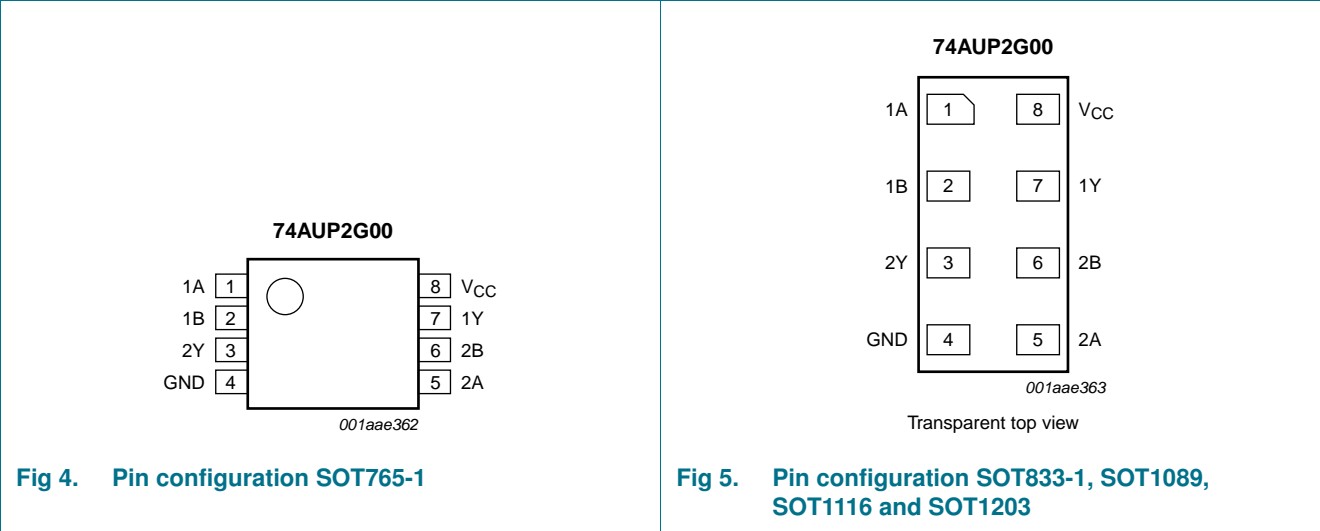 74AUP2G00
1A 1 8 VCC
1B 2 7 1Y
2Y 3 6 2B
GND 4 5 2A
001aae362
Fig 4. Pin configuration SOT765-1
74AUP2G00
1A 1 8 VCC
1B 2 7 1Y
2Y 3 6 2B
GND 4 5 2A
001aae363
Transparent top view
Fig 5. Pin configuration SOT833-1, SOT1089,
SOT1116 and SOT1203